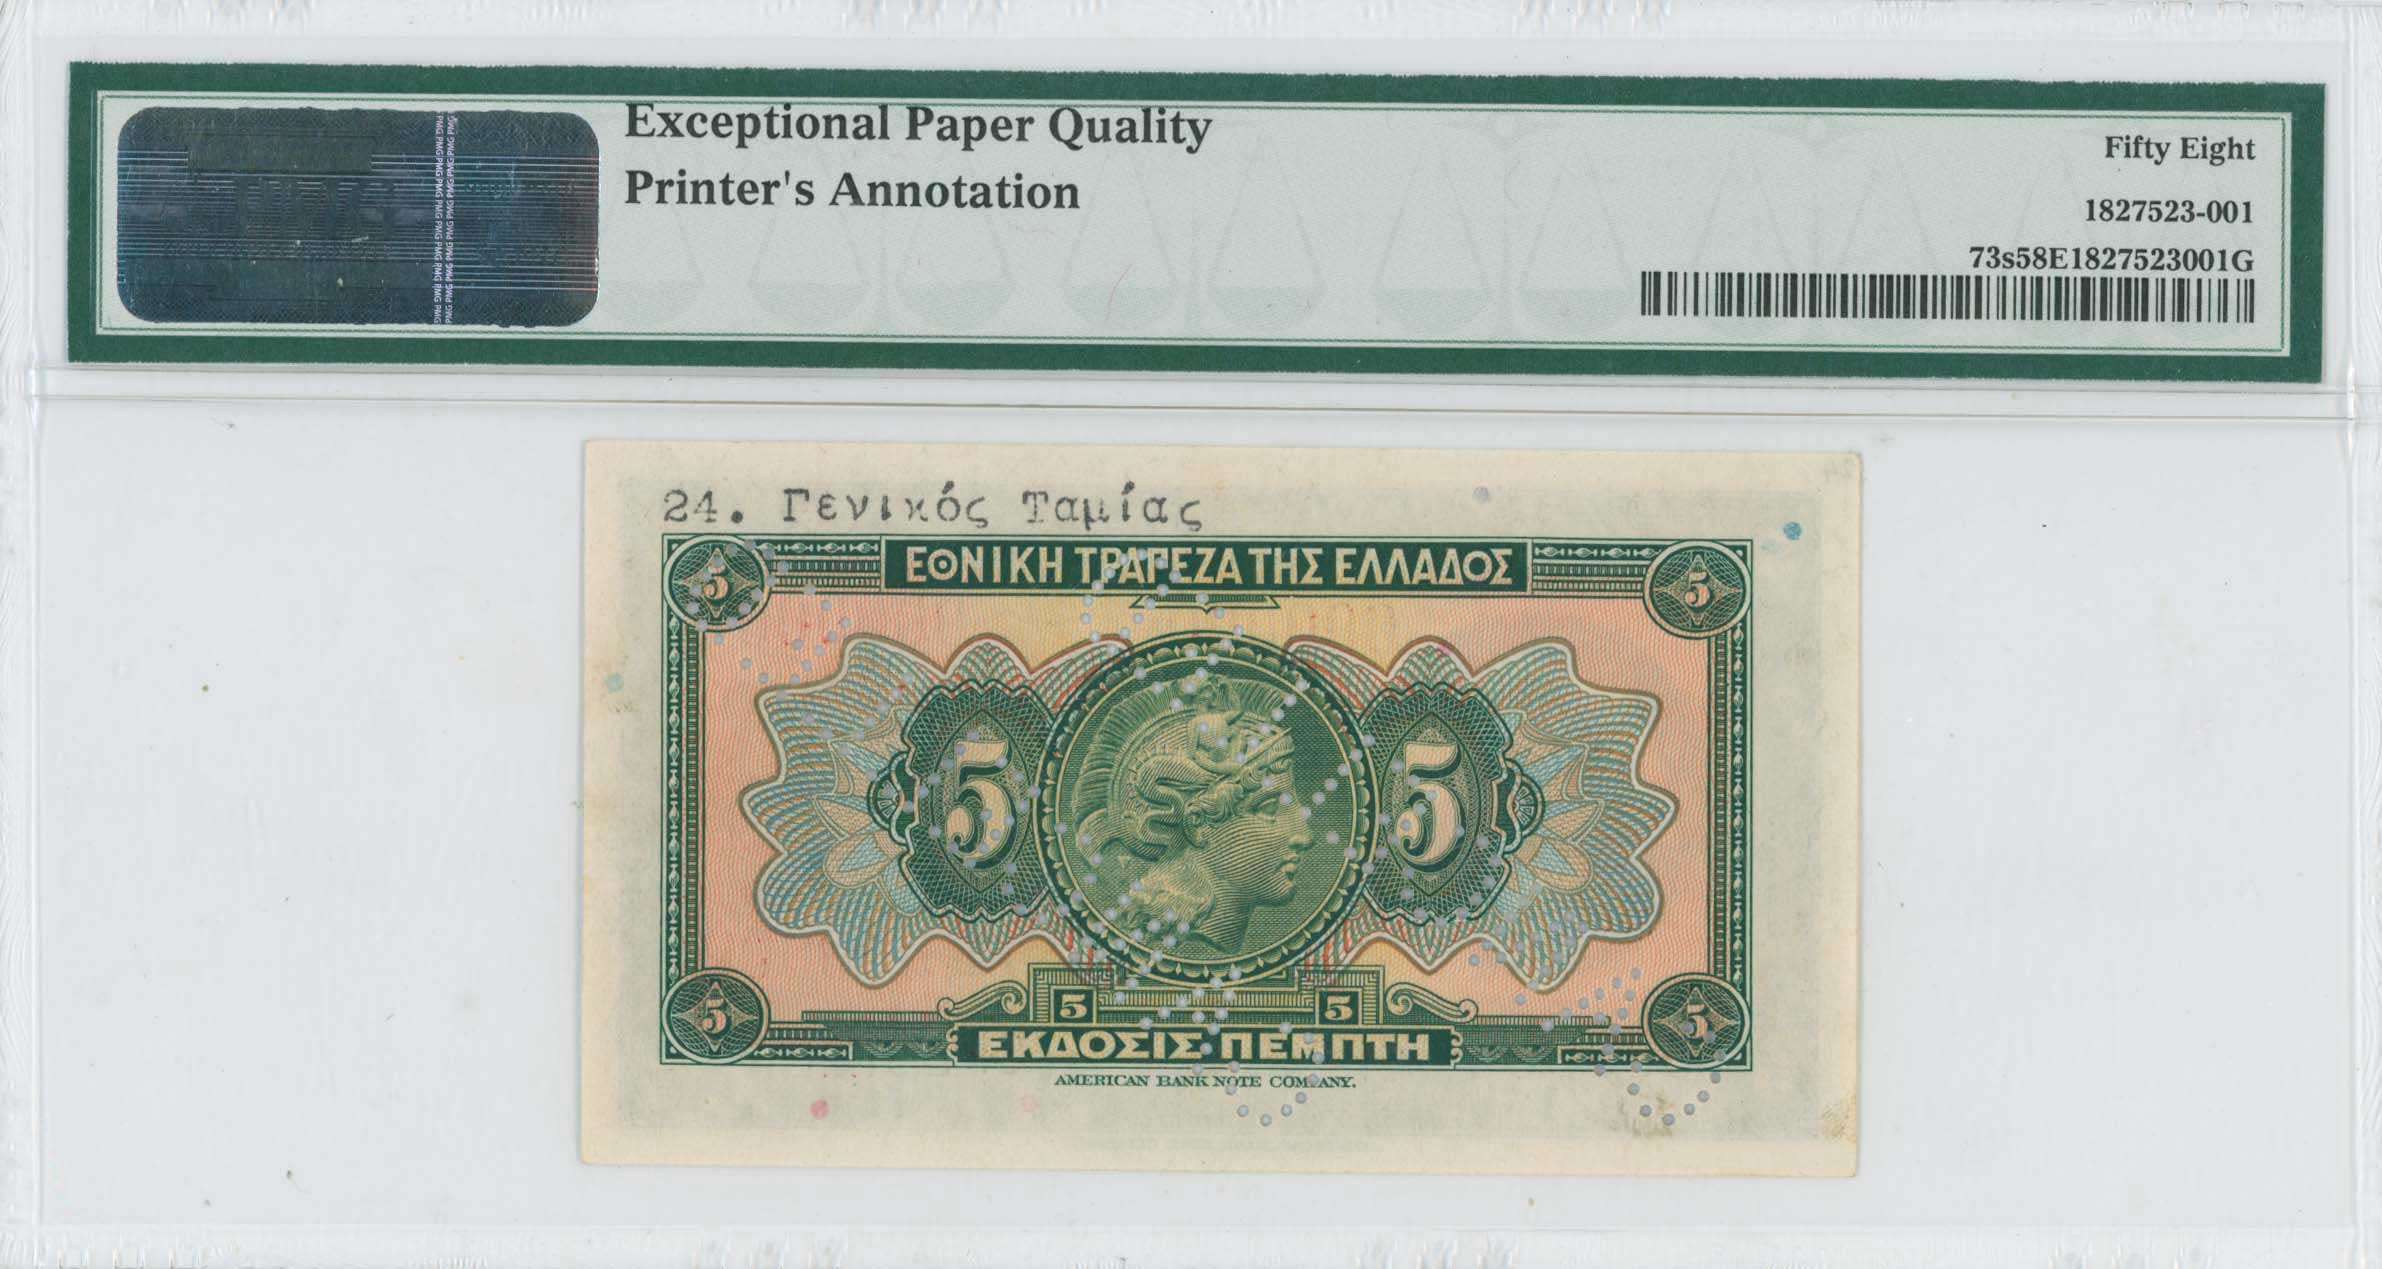 Exceptional Paper Quality
Printer's Annotation
Fifty Eight
1827523-001
73s58E1827523001G
24. Γενικός Ταμίας
ΕΘΝΙΚΗ ΤΡΑΠΕΖΑ ΤΗΣ ΕΛΛΑΔΟΣ
5 5
5 5
5 5
5 5
ΕΚΔΟΣΙΣ ΠΕΜΠΤΗ
AMERICAN BANK NOTE COMPANY.